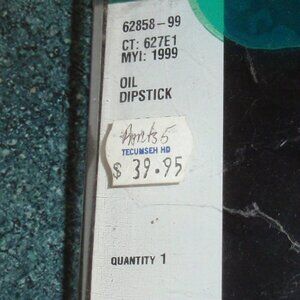 62858-99
CT: 627E1
MYI: 1999
OIL
DIPSTICK
TECUMSEH HD
$ 39.95
QUANTITY 1